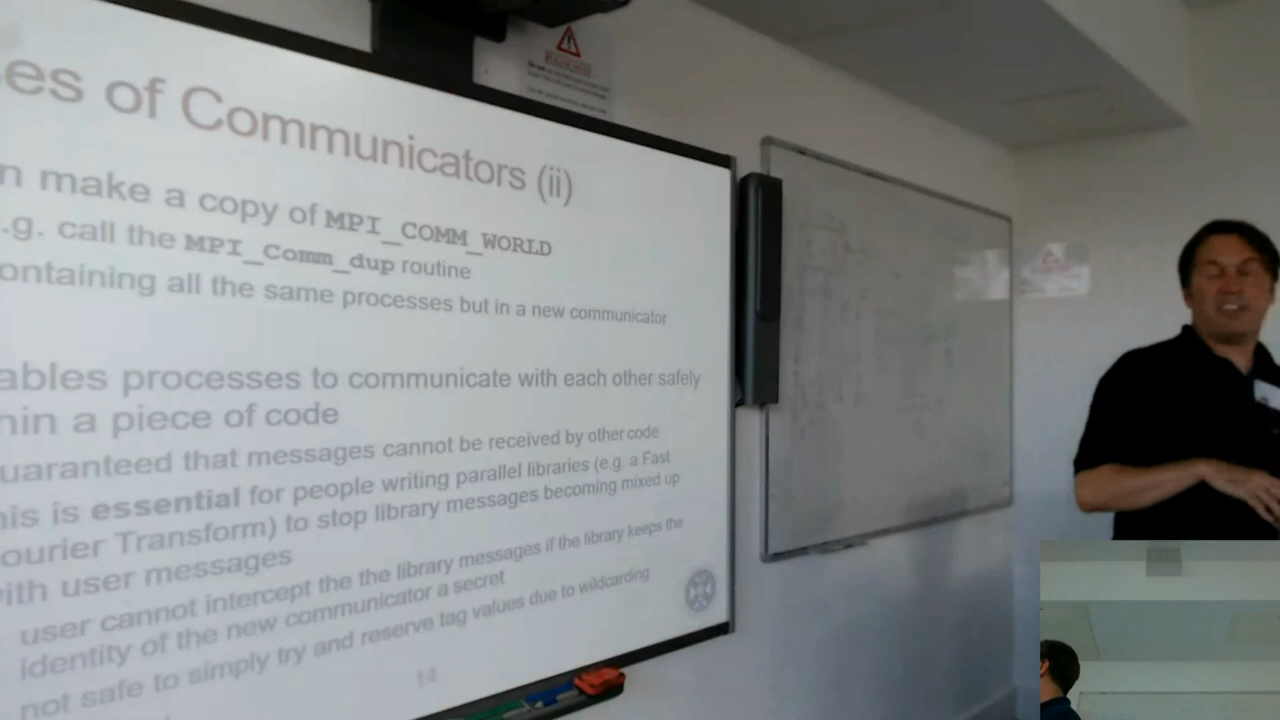 es of Communicators (ii)
n make a copy of MPI_COMM_WORLD
.g. call the MPI_Comm_dup routine
ontaining all the same processes but in a new communicator
ables processes to communicate with each other safely
hin a piece of code
uaranteed that messages cannot be received by other code
his is essential for people writing parallel libraries (e.g. a Fast
ourier Transform) to stop library messages becoming mixed up
ith user messages
user cannot intercept the the library messages if the library keeps the
identity of the new communicator a secret
not safe to simply try and reserve tag values due to wildcarding
14